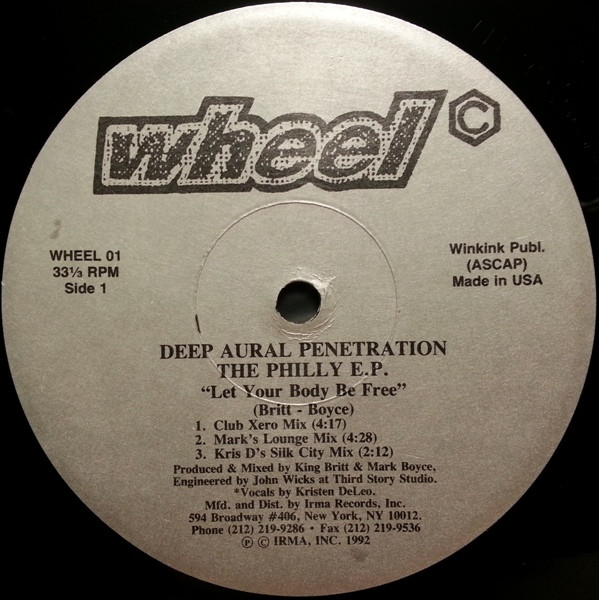 wheel ©
WHEEL 01
33⅓ RPM
Side 1
Winkink Publ.
(ASCAP)
Made in USA
DEEP AURAL PENETRATION
THE PHILLY E.P.
“Let Your Body Be Free”
(Britt - Boyce)
1. Club Xero Mix (4:17)
2. Mark's Lounge Mix (4:28)
3. Kris D's Silk City Mix (2:12)
Produced & Mixed by King Britt & Mark Boyce,
Engineered by John Wicks at Third Story Studio.
*Vocals by Kristen DeLeo.
Mfd. and Dist. by Irma Records, Inc.
594 Broadway #406, New York, NY 10012.
Phone (212) 219-9286 • Fax (212) 219-9536
℗ © IRMA, INC. 1992